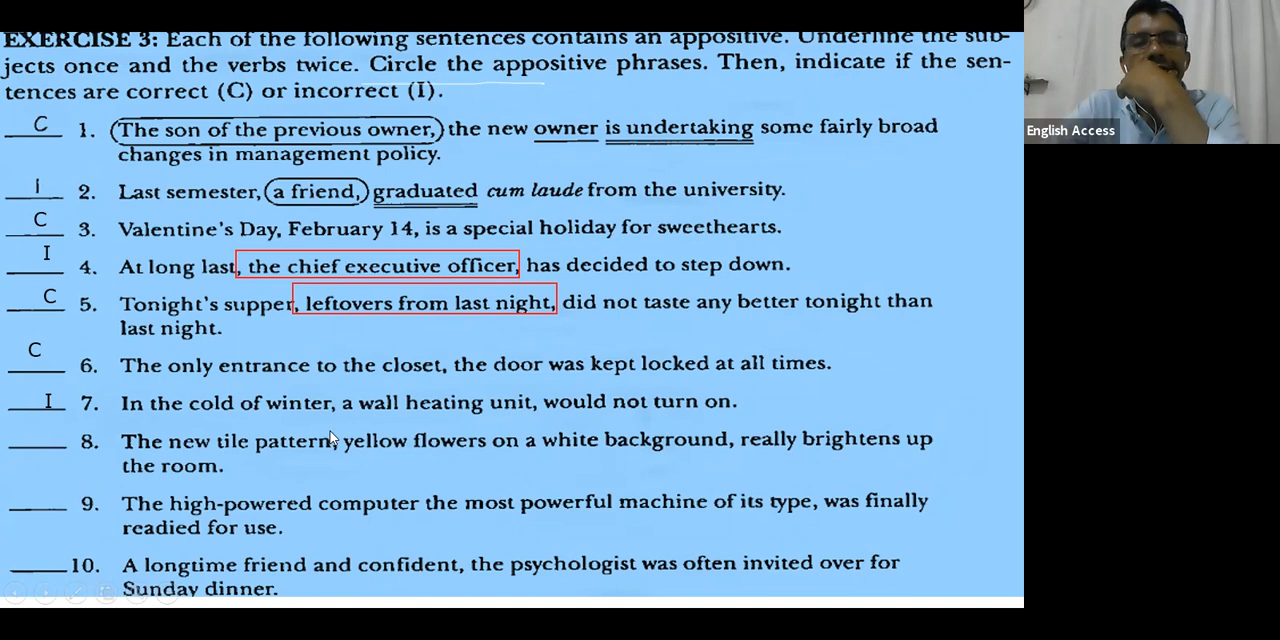 EXERCISE 3: Each of the following sentences contains an appositive. Underline the sub-
jects once and the verbs twice. Circle the appositive phrases. Then, indicate if the sen-
tences are correct (C) or incorrect (I).
C 1. The son of the previous owner, the new owner is undertaking some fairly broad
changes in management policy.
I 2. Last semester, a friend, graduated cum laude from the university.
C 3. Valentine's Day, February 14, is a special holiday for sweethearts.
I 4. At long last, the chief executive officer, has decided to step down.
C 5. Tonight's supper, leftovers from last night, did not taste any better tonight than
last night.
C 6. The only entrance to the closet, the door was kept locked at all times.
I 7. In the cold of winter, a wall heating unit, would not turn on.
8. The new tile pattern, yellow flowers on a white background, really brightens up
the room.
9. The high-powered computer the most powerful machine of its type, was finally
readied for use.
10. A longtime friend and confident, the psychologist was often invited over for
Sunday dinner.
English Access